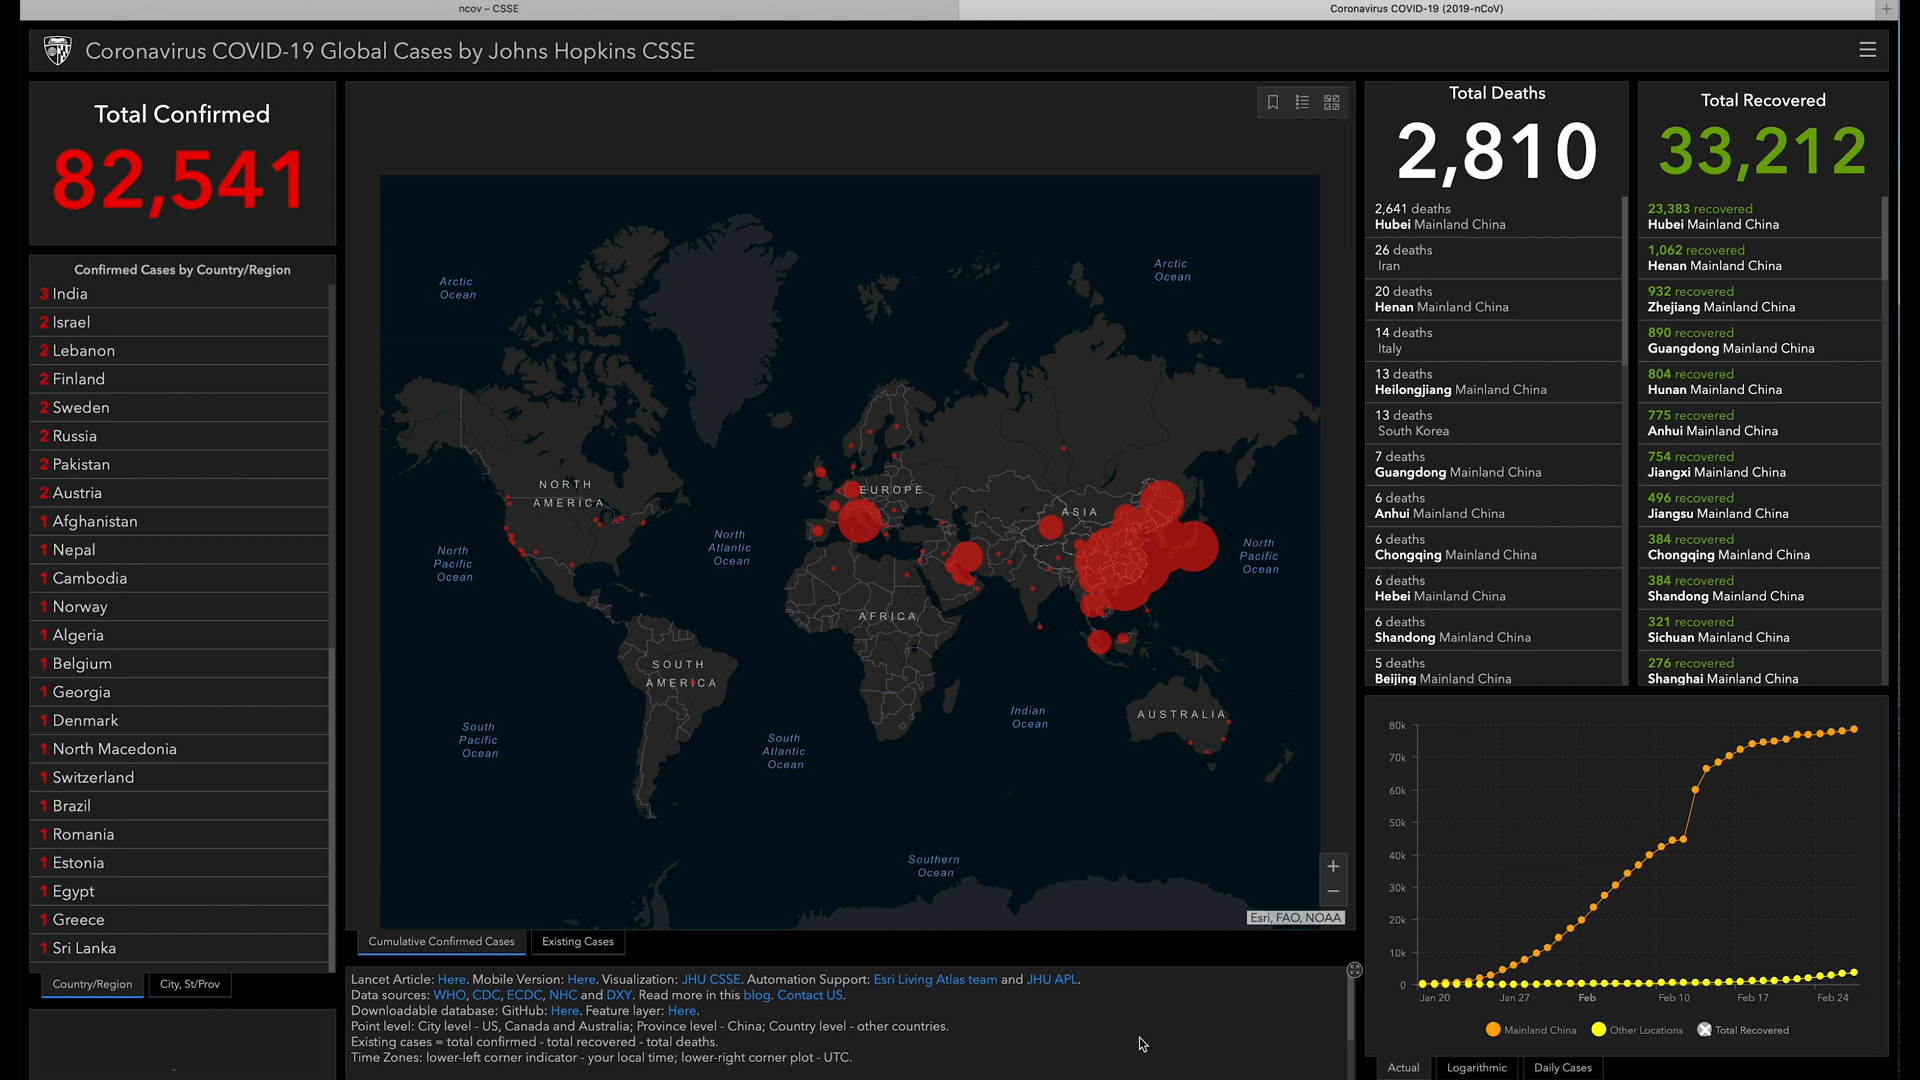 ncov – CSSE
Coronavirus COVID-19 (2019-nCoV)
Coronavirus COVID-19 Global Cases by Johns Hopkins CSSE
Total Confirmed
82,541
Confirmed Cases by Country/Region
3 India
2 Israel
2 Lebanon
2 Finland
2 Sweden
2 Russia
2 Pakistan
2 Austria
1 Afghanistan
1 Nepal
1 Cambodia
1 Norway
1 Algeria
1 Belgium
1 Georgia
1 Denmark
1 North Macedonia
1 Switzerland
1 Brazil
1 Romania
1 Estonia
1 Egypt
1 Greece
1 Sri Lanka
Country/Region
City, St/Prov
Arctic
Ocean
Arctic
Ocean
NORTH
AMERICA
EUROPE
ASIA
North
Pacific
Ocean
North
Atlantic
Ocean
North
Pacific
Ocean
AFRICA
SOUTH
AMERICA
AUSTRALIA
Indian
Ocean
South
Pacific
Ocean
South
Atlantic
Ocean
Southern
Ocean
+
−
Esri, FAO, NOAA
Cumulative Confirmed Cases
Existing Cases
Lancet Article: Here. Mobile Version: Here. Visualization: JHU CSSE. Automation Support: Esri Living Atlas team and JHU APL.
Data sources: WHO, CDC, ECDC, NHC and DXY. Read more in this blog. Contact US.
Downloadable database: GitHub: Here. Feature layer: Here.
Point level: City level - US, Canada and Australia; Province level - China; Country level - other countries.
Existing cases = total confirmed - total recovered - total deaths.
Time Zones: lower-left corner indicator - your local time; lower-right corner plot - UTC.
Total Deaths
2,810
2,641 deaths
Hubei Mainland China
26 deaths
Iran
20 deaths
Henan Mainland China
14 deaths
Italy
13 deaths
Heilongjiang Mainland China
13 deaths
South Korea
7 deaths
Guangdong Mainland China
6 deaths
Anhui Mainland China
6 deaths
Chongqing Mainland China
6 deaths
Hebei Mainland China
6 deaths
Shandong Mainland China
5 deaths
Beijing Mainland China
Total Recovered
33,212
23,383 recovered
Hubei Mainland China
1,062 recovered
Henan Mainland China
932 recovered
Zhejiang Mainland China
890 recovered
Guangdong Mainland China
804 recovered
Hunan Mainland China
775 recovered
Anhui Mainland China
754 recovered
Jiangxi Mainland China
496 recovered
Jiangsu Mainland China
384 recovered
Chongqing Mainland China
384 recovered
Shandong Mainland China
321 recovered
Sichuan Mainland China
276 recovered
Shanghai Mainland China
80k
70k
60k
50k
40k
30k
20k
10k
0
Jan 20
Jan 27
Feb
Feb 10
Feb 17
Feb 24
Mainland China
Other Locations
Total Recovered
Actual
Logarithmic
Daily Cases